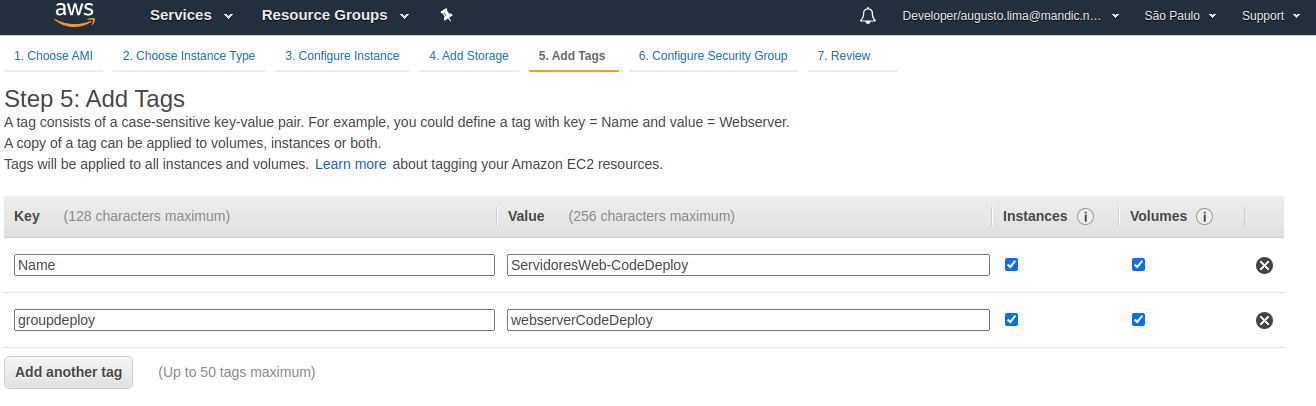 aws Services Resource Groups Developer/augusto.lima@mandic.n... São Paulo Support
1. Choose AMI 2. Choose Instance Type 3. Configure Instance 4. Add Storage 5. Add Tags 6. Configure Security Group 7. Review
Step 5: Add Tags
A tag consists of a case-sensitive key-value pair. For example, you could define a tag with key = Name and value = Webserver.
A copy of a tag can be applied to volumes, instances or both.
Tags will be applied to all instances and volumes. Learn more about tagging your Amazon EC2 resources.
Key (128 characters maximum) Value (256 characters maximum) Instances i Volumes i
Name ServidoresWeb-CodeDeploy
groupdeploy webserverCodeDeploy
Add another tag (Up to 50 tags maximum)